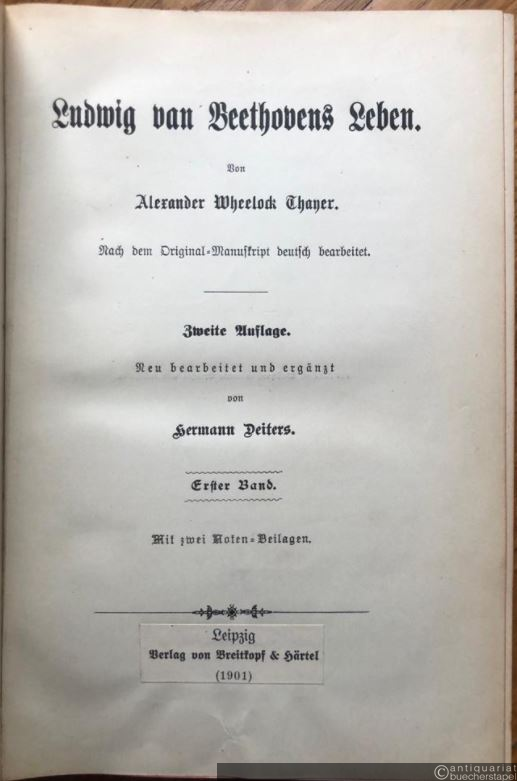 Ludwig van Beethovens Leben.
Von
Alexander Wheelock Thayer.
Nach dem Original-Manuskript deutsch bearbeitet.
Zweite Auflage.
Neu bearbeitet und ergänzt
von
Hermann Deiters.
Erster Band.
Mit zwei Noten-Beilagen.
Leipzig
Verlag von Breitkopf & Härtel
(1901)
©antiquariat
buecherstapel